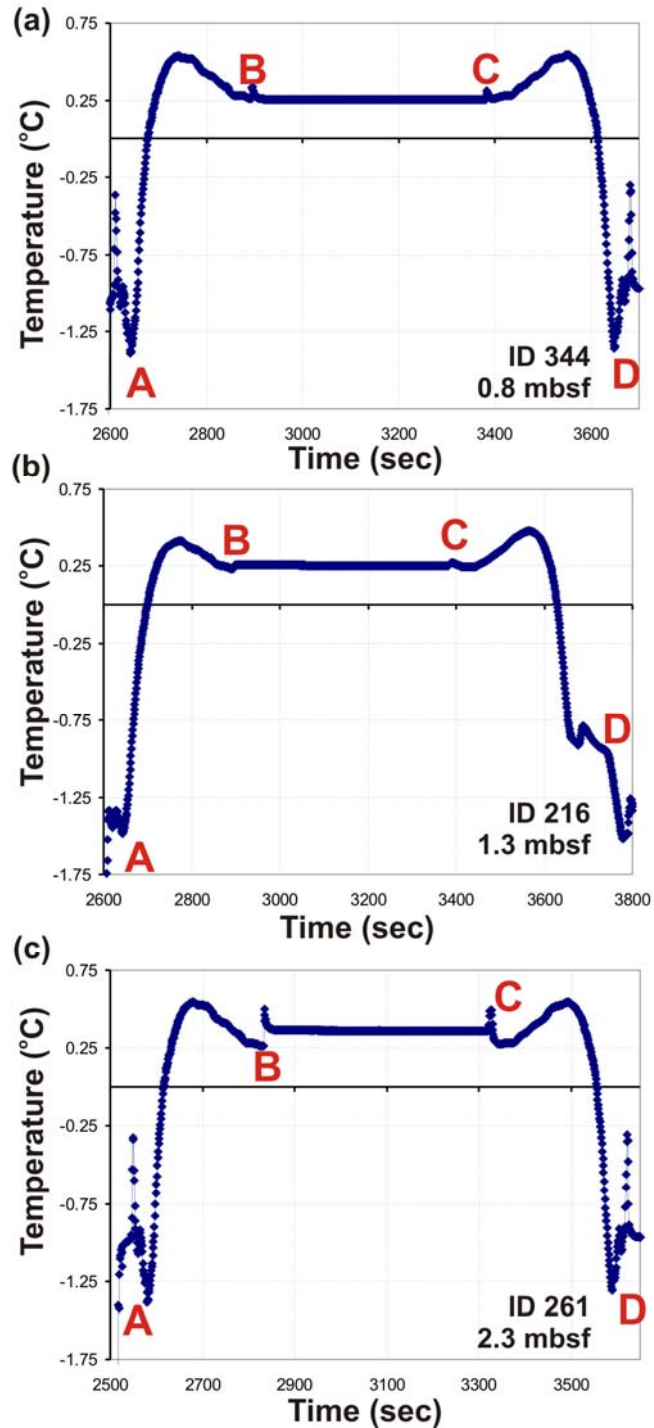 (a)
0.75
0.25
-0.25
-0.75
-1.25
-1.75
Temperature (°C)
A
B
C
D
ID 344
0.8 mbsf
2600 2800 3000 3200 3400 3600
Time (sec)
(b)
0.75
0.25
-0.25
-0.75
-1.25
-1.75
Temperature (°C)
A
B
C
D
ID 216
1.3 mbsf
2600 2800 3000 3200 3400 3600 3800
Time (sec)
(c)
0.75
0.25
-0.25
-0.75
-1.25
-1.75
Temperature (°C)
A
B
C
D
ID 261
2.3 mbsf
2500 2700 2900 3100 3300 3500
Time (sec)